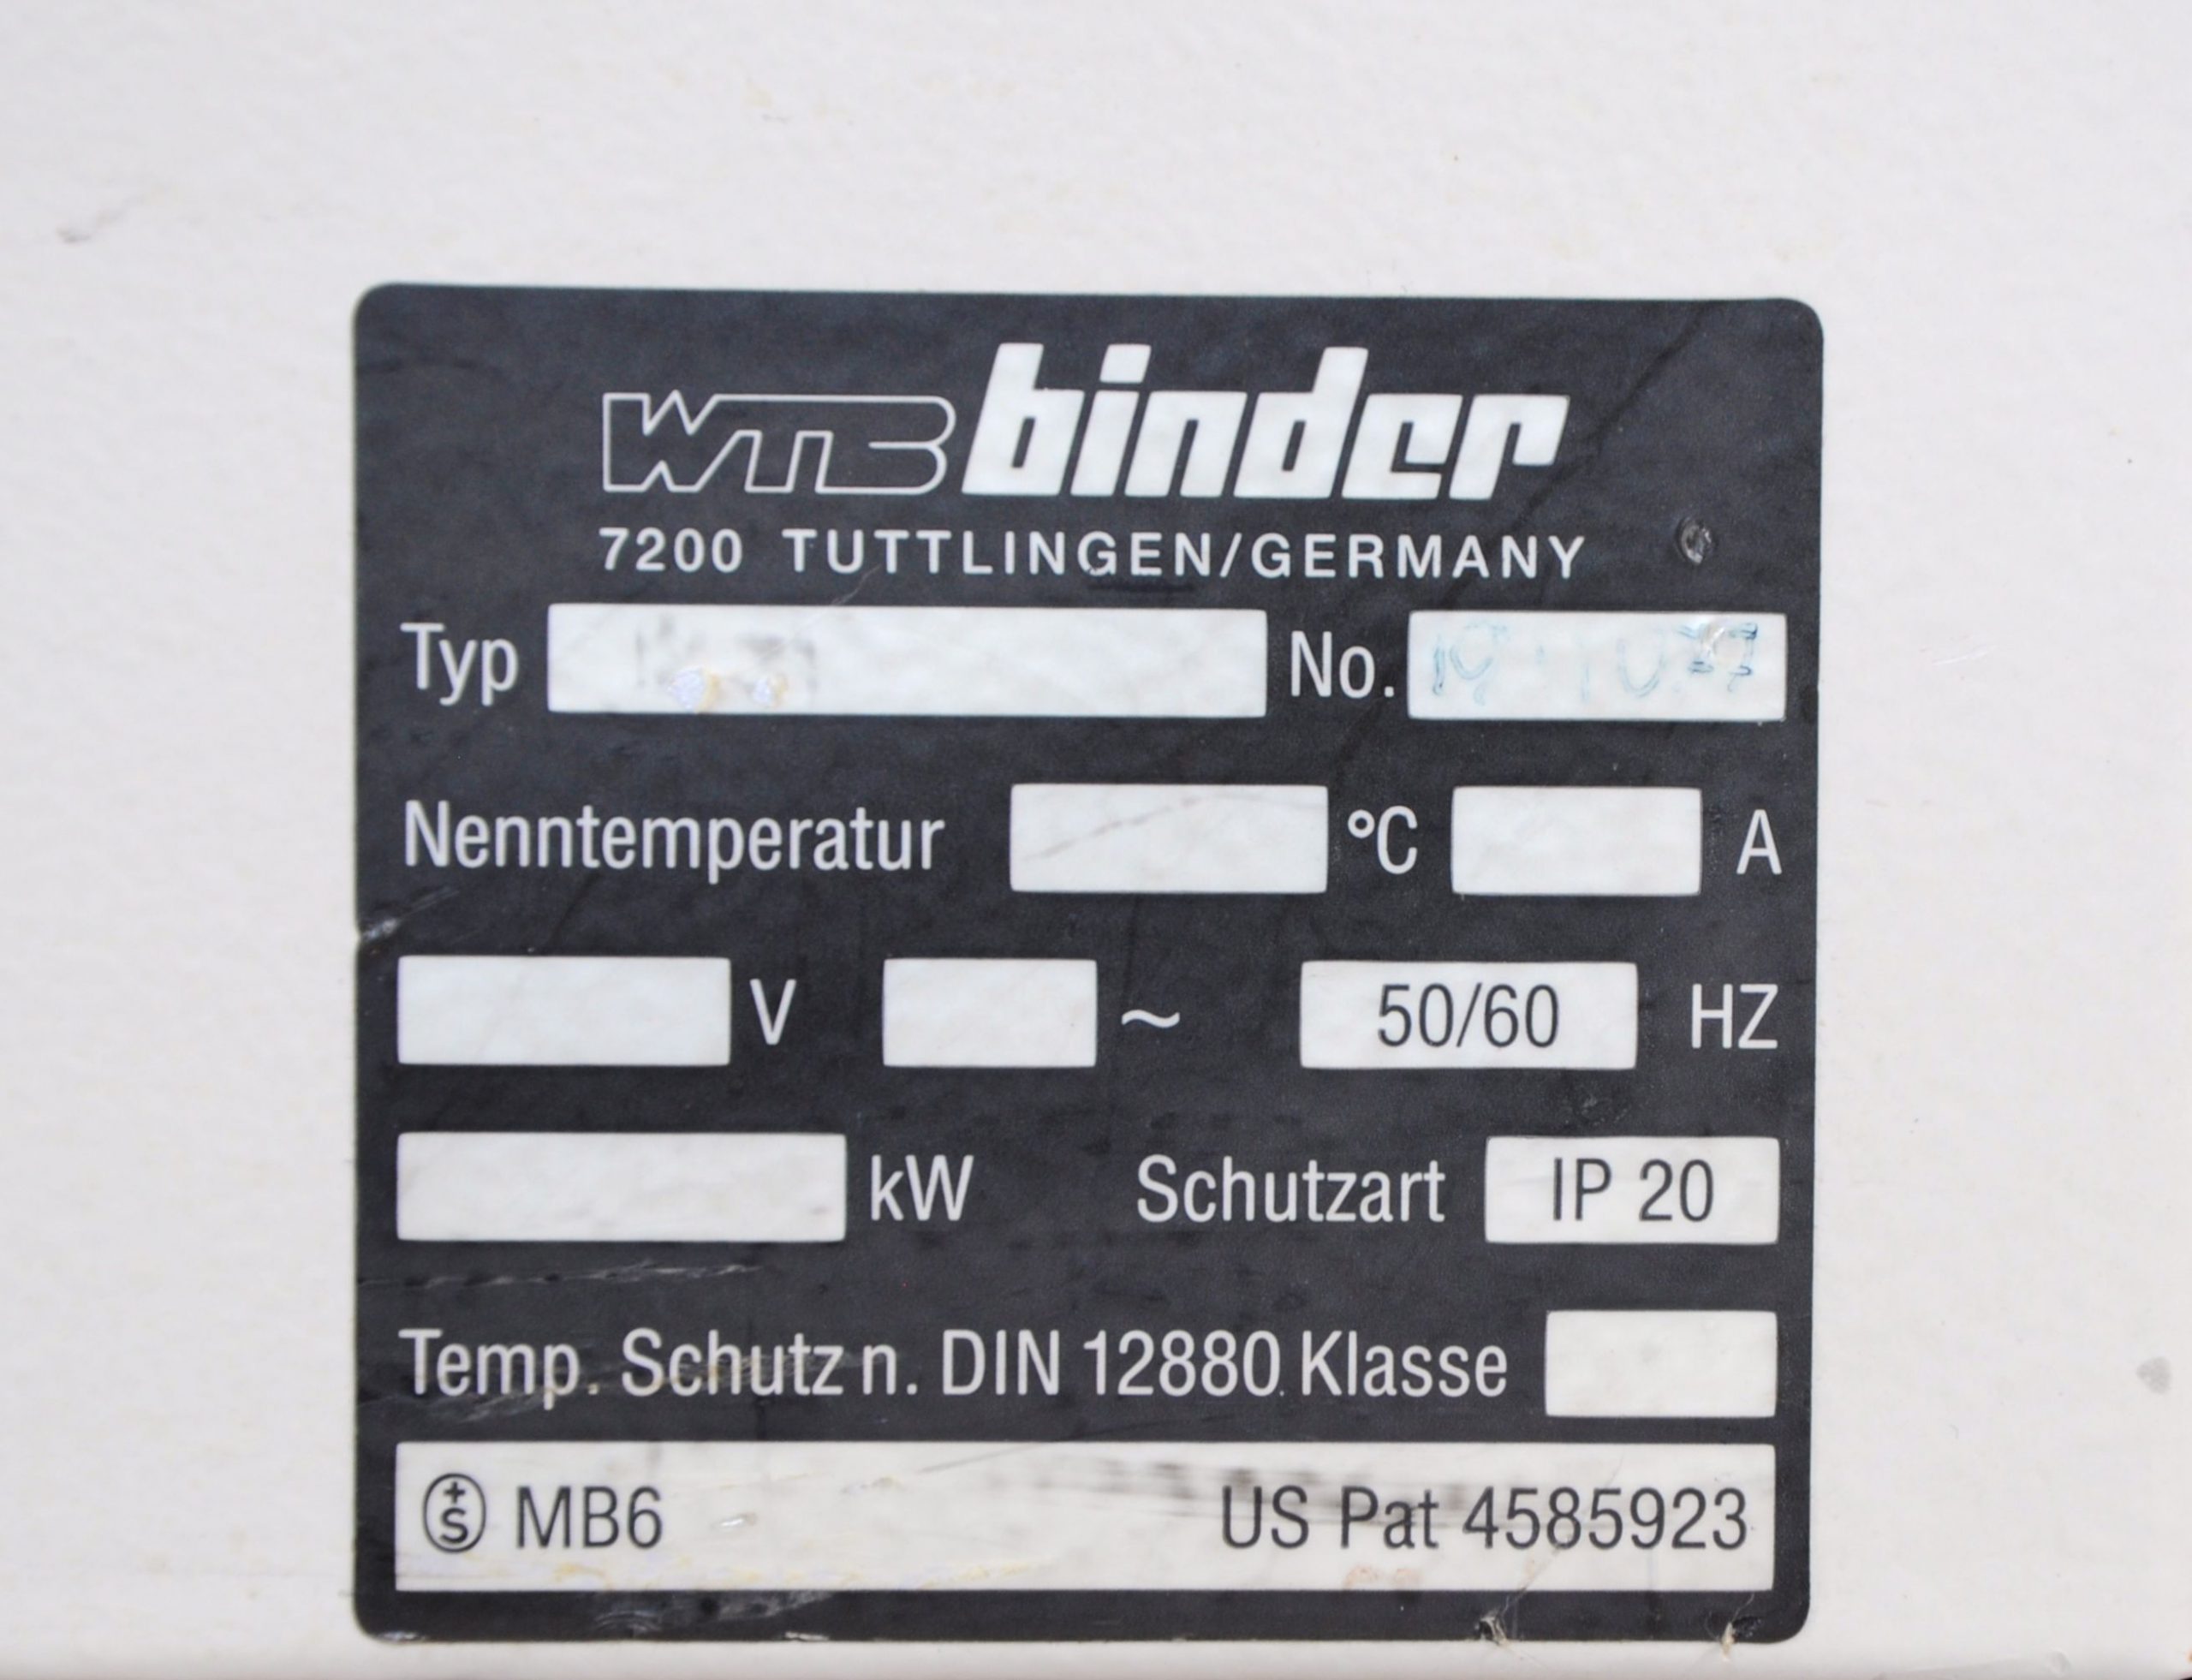 WTB binder
7200 TUTTLINGEN/GERMANY
Typ No.
Nenntemperatur °C A
V ~ 50/60 HZ
kW Schutzart IP 20
Temp. Schutz n. DIN 12880 Klasse
+S MB6 US Pat 4585923